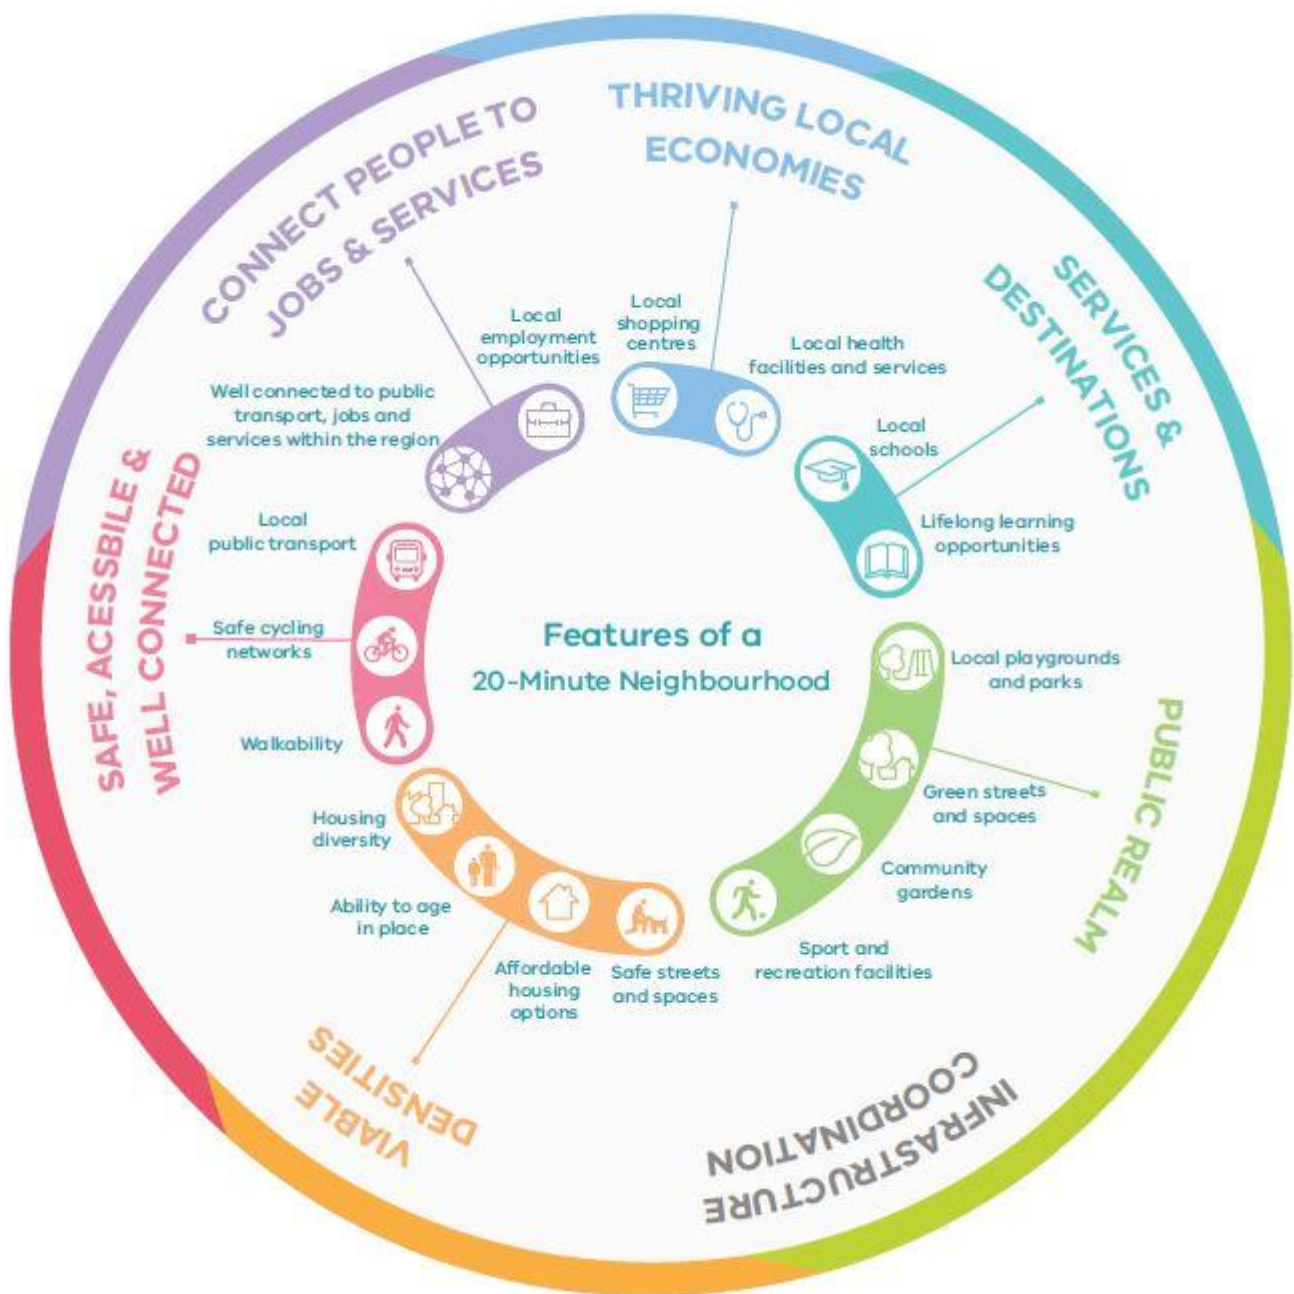 Features of a
20-Minute Neighbourhood
THRIVING LOCAL
ECONOMIES
Local
shopping
centres
Local health
facilities and services
SERVICES &
DESTINATIONS
Local
schools
Lifelong learning
opportunities
PUBLIC REALM
Local playgrounds
and parks
Green streets
and spaces
Community
gardens
Sport and
recreation facilities
INFRASTRUCTURE
COORDINATION
VIABLE
DENSITIES
Safe streets
and spaces
Affordable
housing
options
Ability to age
in place
Housing
diversity
SAFE, ACESSBILE &
WELL CONNECTED
Walkability
Safe cycling
networks
Local
public transport
CONNECT PEOPLE TO
JOBS & SERVICES
Well connected to public
transport, jobs and
services within the region
Local
employment
opportunities